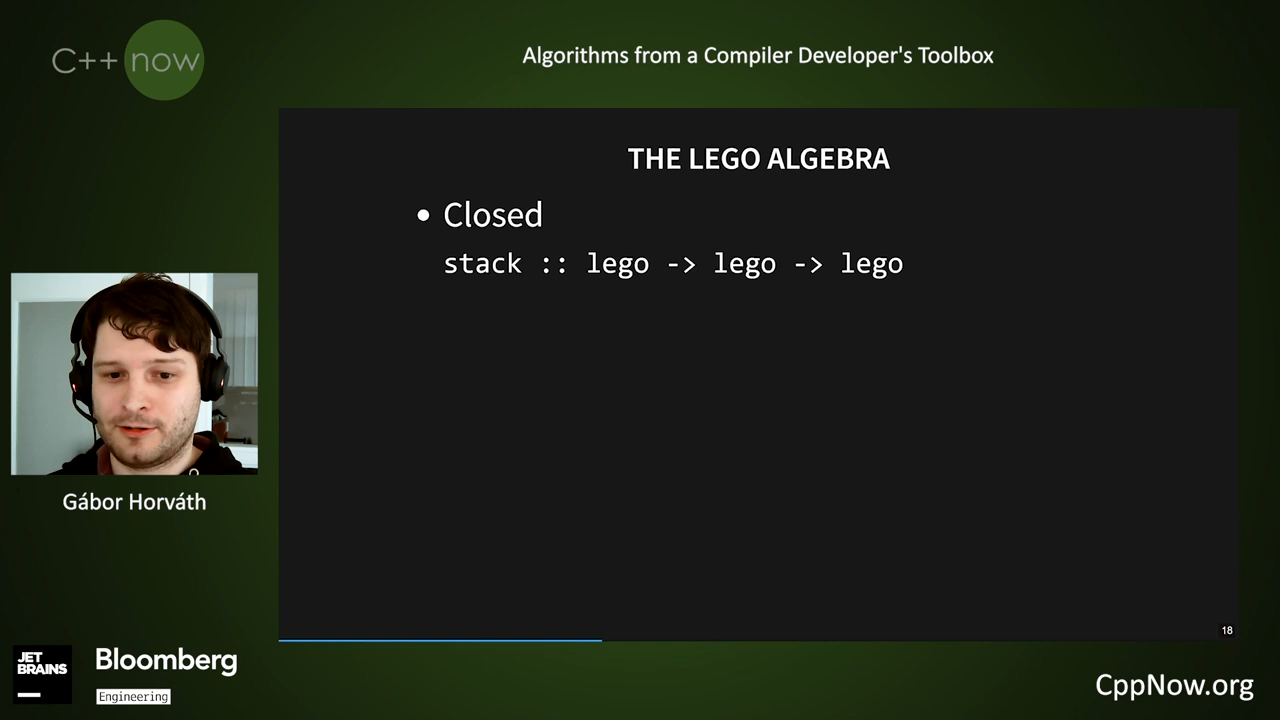 C++ now
Algorithms from a Compiler Developer's Toolbox
THE LEGO ALGEBRA
• Closed
stack :: lego -> lego -> lego
Gábor Horváth
18
JET
BRAINS
Bloomberg
Engineering
CppNow.org